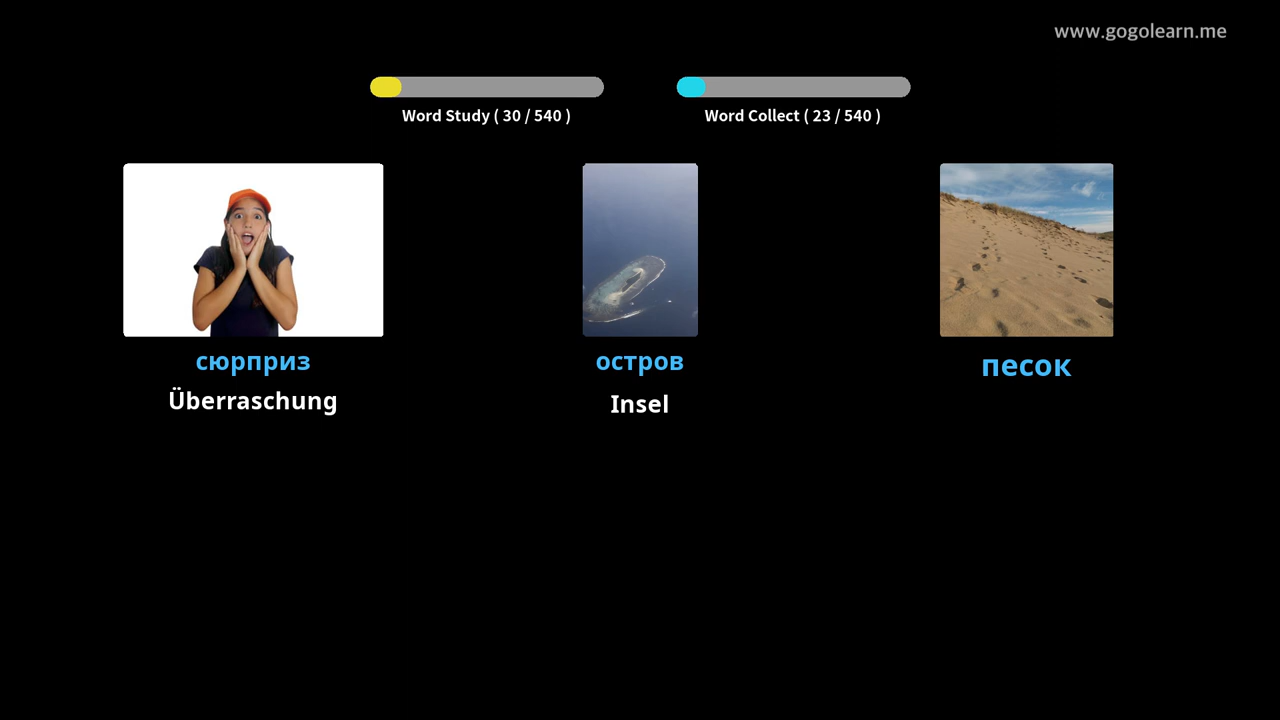 www.gogolearn.me
Word Study ( 30 / 540 )
Word Collect ( 23 / 540 )
сюрприз
Überraschung
остров
Insel
песок